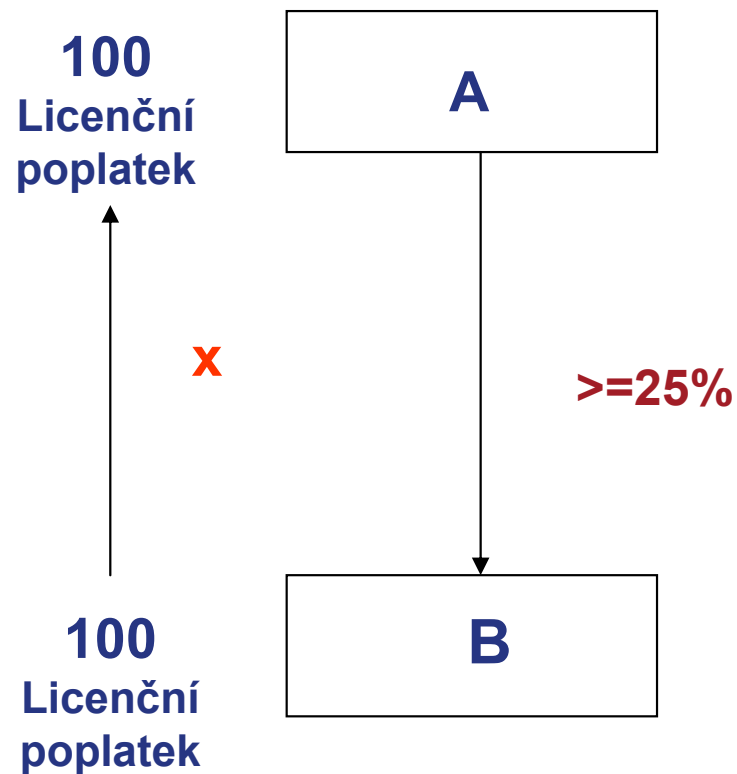 100
Licenční
poplatek
A
x
>=25%
100
Licenční
poplatek
B